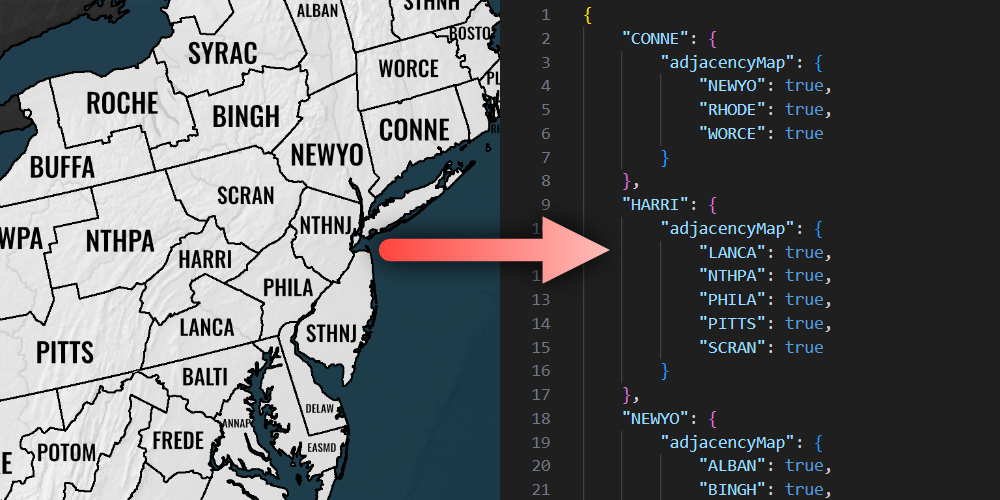 ALBAN
STHNH
BOSTO
SYRAC
WORCE
PL
ROCHE
BINGH
CONNE
RH
BUFFA
NEWYO
SCRAN
NTHNJ
WPA
NTHPA
HARRI
PHILA
LANCA
STHNJ
PITTS
BALTI
DELAW
ANNAP
FREDE
EASMD
POTOM
RE
1 {
2 "CONNE": {
3 "adjacencyMap": {
4 "NEWYO": true,
5 "RHODE": true,
6 "WORCE": true
7 }
8 },
9 "HARRI": {
10 "adjacencyMap": {
"LANCA": true,
12 "NTHPA": true,
13 "PHILA": true,
14 "PITTS": true,
15 "SCRAN": true
16 }
17 },
18 "NEWYO": {
19 "adjacencyMap": {
20 "ALBAN": true,
21 "BINGH": true,